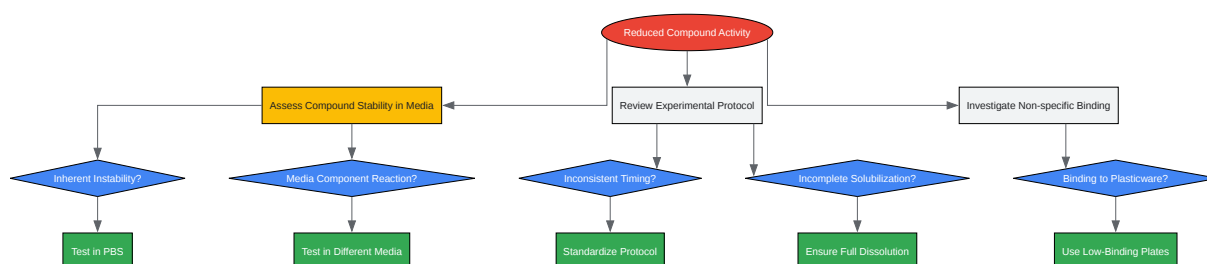 Reduced Compound Activity
Assess Compound Stability in Media
Review Experimental Protocol
Investigate Non-specific Binding
Inherent Instability?
Media Component Reaction?
Inconsistent Timing?
Incomplete Solubilization?
Binding to Plasticware?
Test in PBS
Test in Different Media
Standardize Protocol
Ensure Full Dissolution
Use Low-Binding Plates